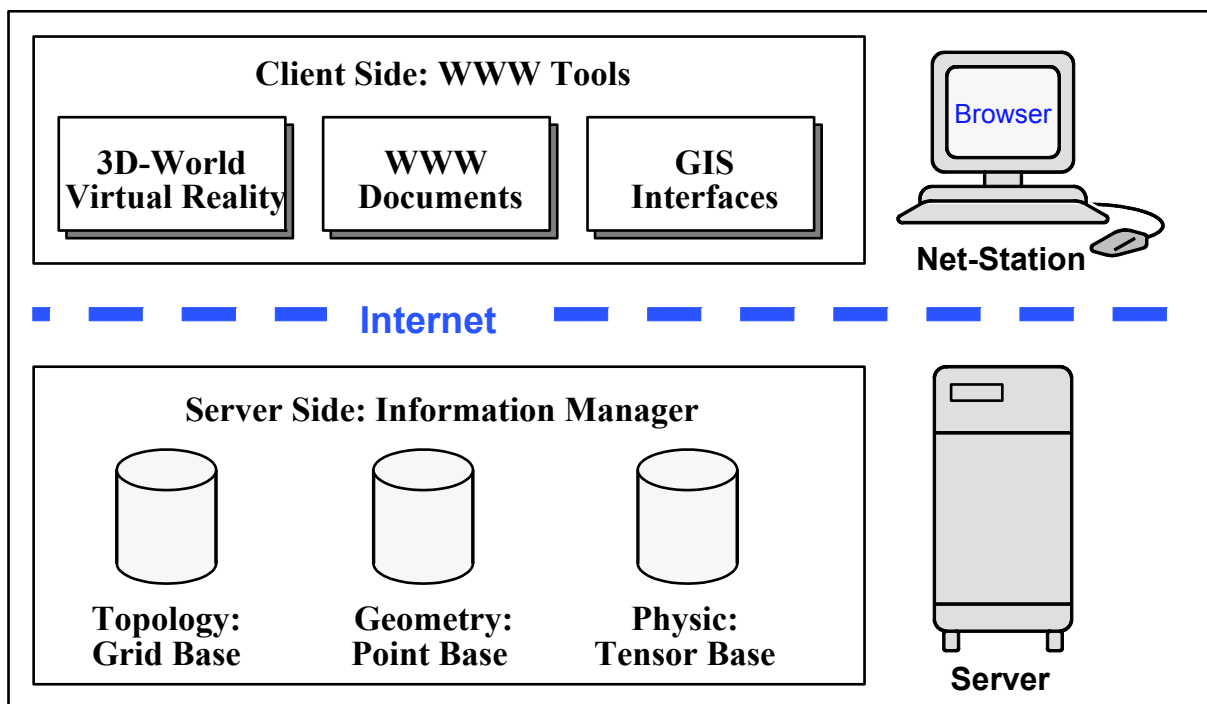 Client Side: WWW Tools
3D-World
Virtual Reality
WWW
Documents
GIS
Interfaces
Browser
Net-Station
Internet
Server Side: Information Manager
Topology:
Grid Base
Geometry:
Point Base
Physic:
Tensor Base
Server